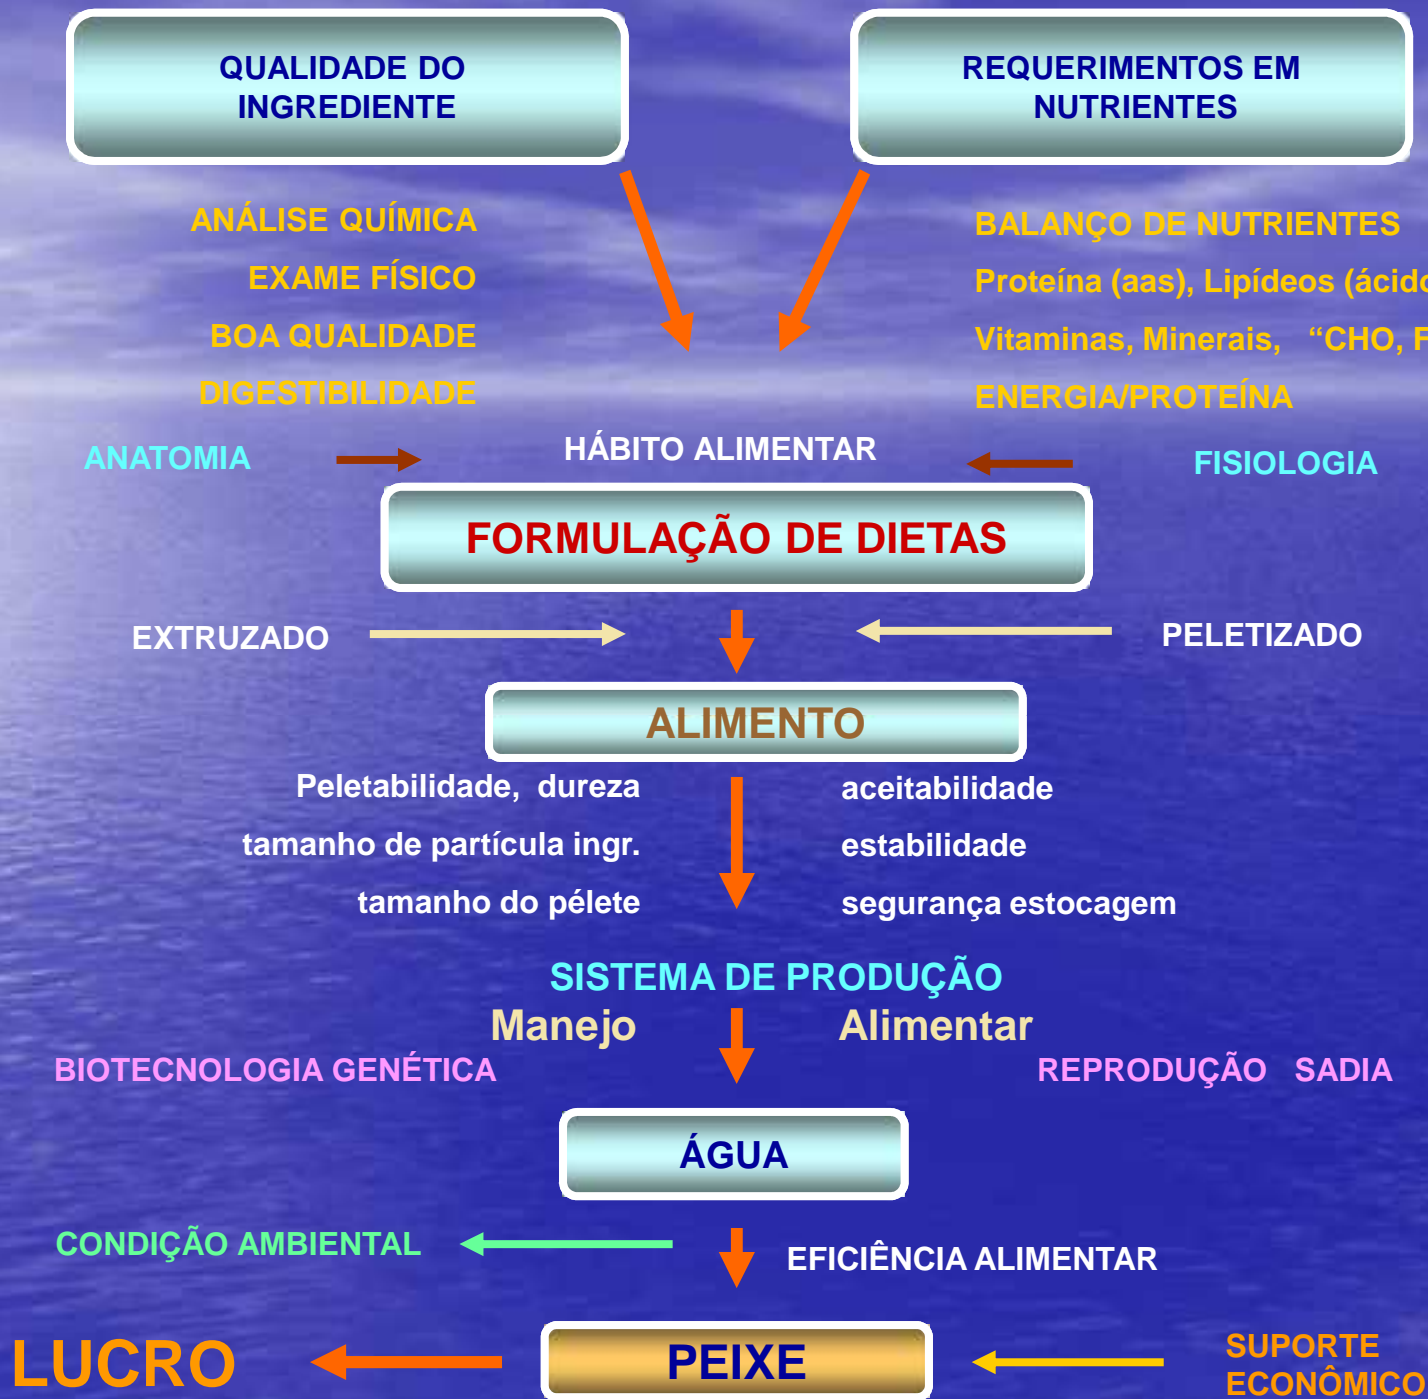 QUALIDADE DO
INGREDIENTE
REQUERIMENTOS EM
NUTRIENTES
ANÁLISE QUÍMICA
EXAME FÍSICO
BOA QUALIDADE
DIGESTIBILIDADE
BALANÇO DE NUTRIENTES
Proteína (aas), Lipídeos (ácido
Vitaminas, Minerais, “CHO, F
ENERGIA/PROTEÍNA
ANATOMIA
HÁBITO ALIMENTAR
FISIOLOGIA
FORMULAÇÃO DE DIETAS
EXTRUZADO
PELETIZADO
ALIMENTO
Peletabilidade, dureza
tamanho de partícula ingr.
tamanho do pélete
aceitabilidade
estabilidade
segurança estocagem
SISTEMA DE PRODUÇÃO
Manejo Alimentar
BIOTECNOLOGIA GENÉTICA
REPRODUÇÃO SADIA
ÁGUA
CONDIÇÃO AMBIENTAL
EFICIÊNCIA ALIMENTAR
LUCRO
PEIXE
SUPORTE
ECONÔMICO